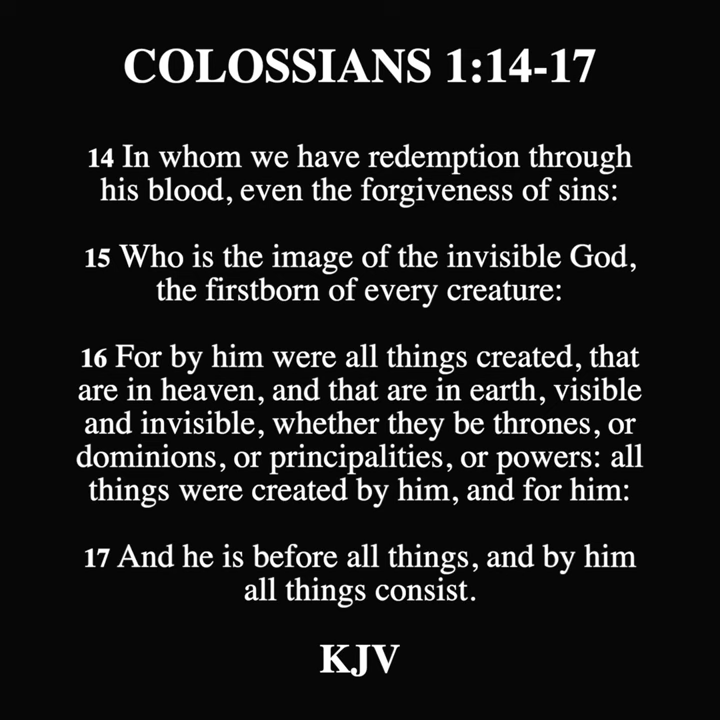 COLOSSIANS 1:14-17
14 In whom we have redemption through
his blood, even the forgiveness of sins:
15 Who is the image of the invisible God,
the firstborn of every creature:
16 For by him were all things created, that
are in heaven, and that are in earth, visible
and invisible, whether they be thrones, or
dominions, or principalities, or powers: all
things were created by him, and for him:
17 And he is before all things, and by him
all things consist.
KJV